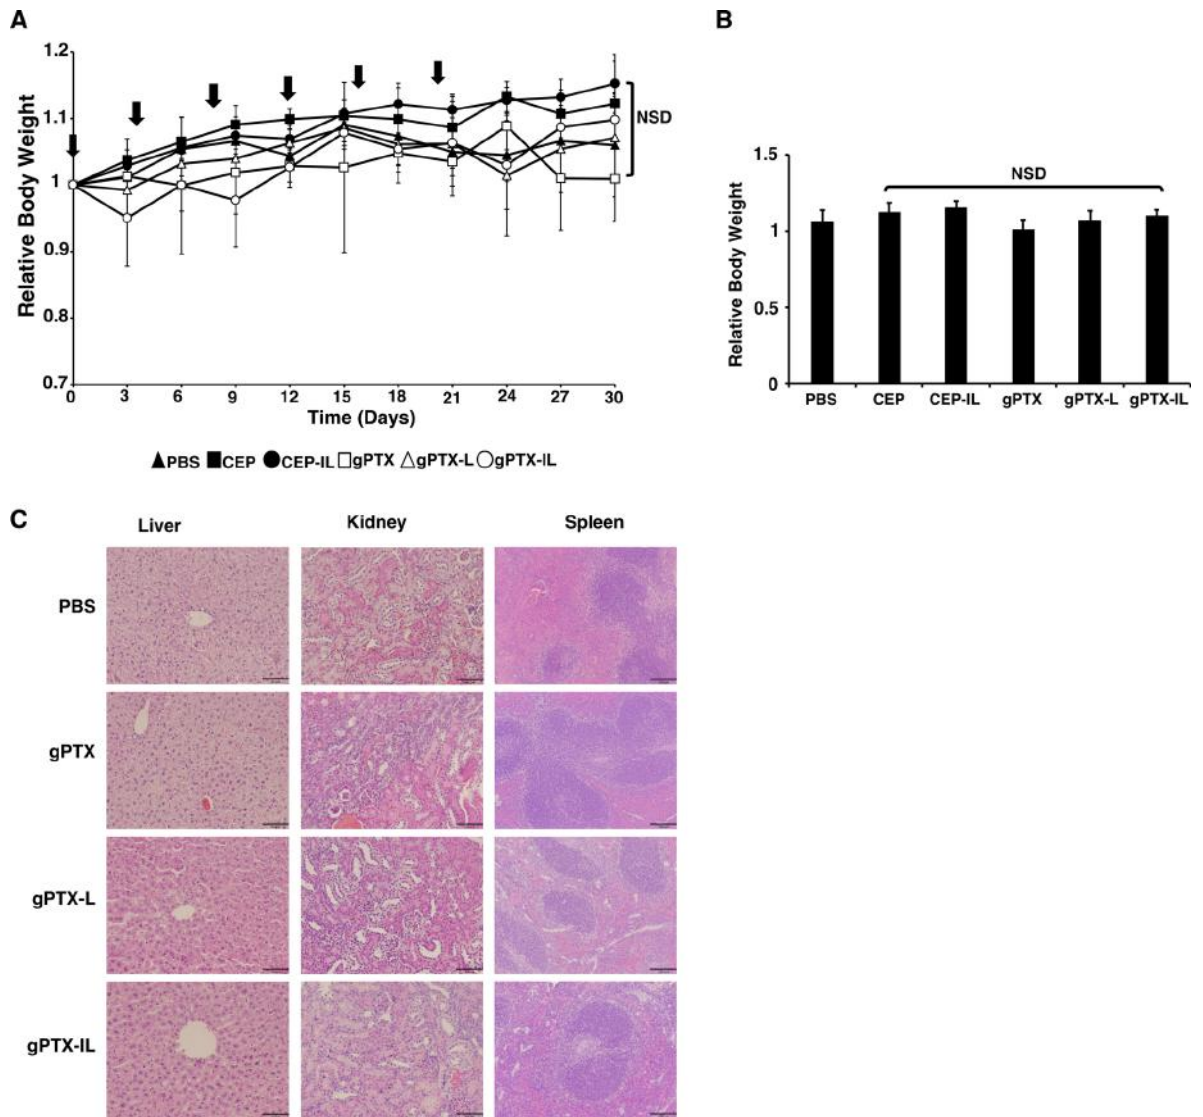 A
Relative Body Weight
1.2
1.1
1
0.9
0.8
0.7
NSD
0 3 6 9 12 15 18 21 24 27 30
Time (Days)
PBS CEP CEP-IL gPTX gPTX-L gPTX-IL
B
Relative Body Weight
1.5
1
0.5
0
NSD
PBS CEP CEP-IL gPTX gPTX-L gPTX-IL
C
Liver Kidney Spleen
PBS
gPTX
gPTX-L
gPTX-IL